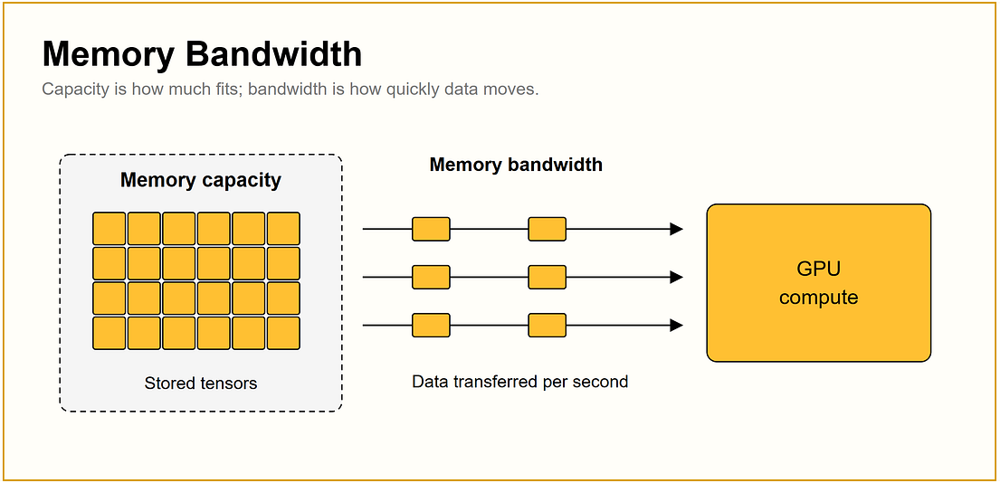 Memory Bandwidth
Capacity is how much fits; bandwidth is how quickly data moves.
Memory capacity
Stored tensors
Memory bandwidth
Data transferred per second
GPU
compute